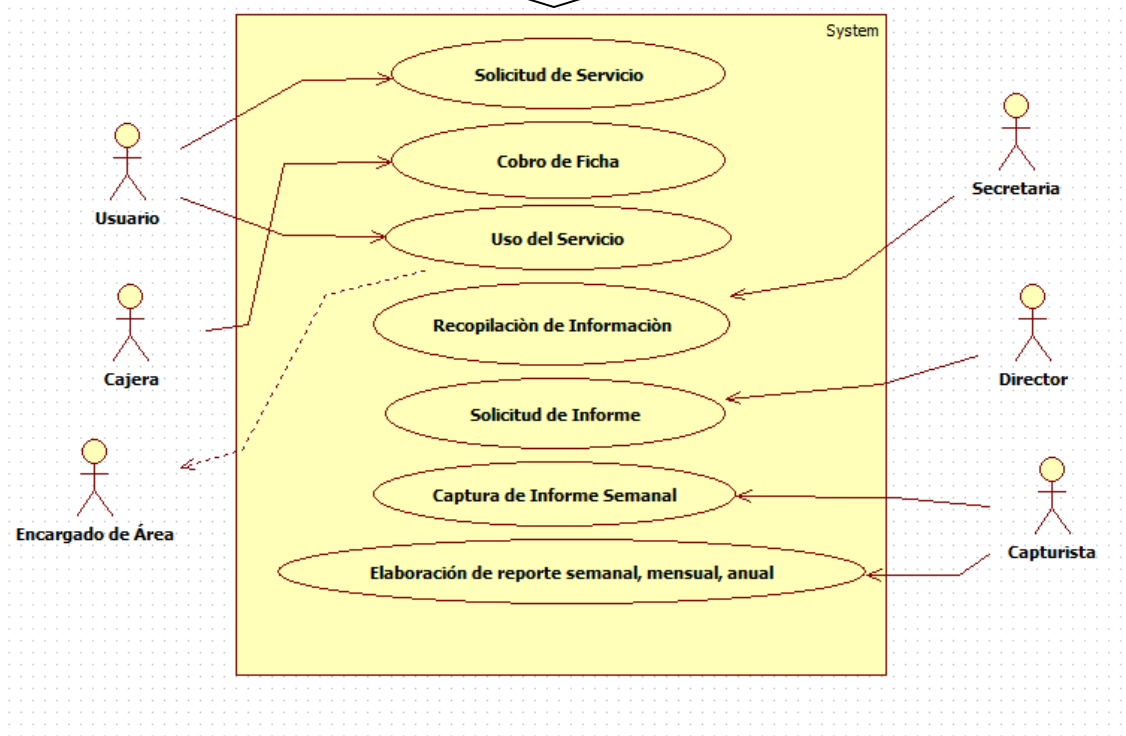 System
Solicitud de Servicio
Cobro de Ficha
Uso del Servicio
Recopilaciòn de Informaciòn
Solicitud de Informe
Captura de Informe Semanal
Elaboración de reporte semanal, mensual, anual
Usuario
Cajera
Encargado de Área
Secretaria
Director
Capturista